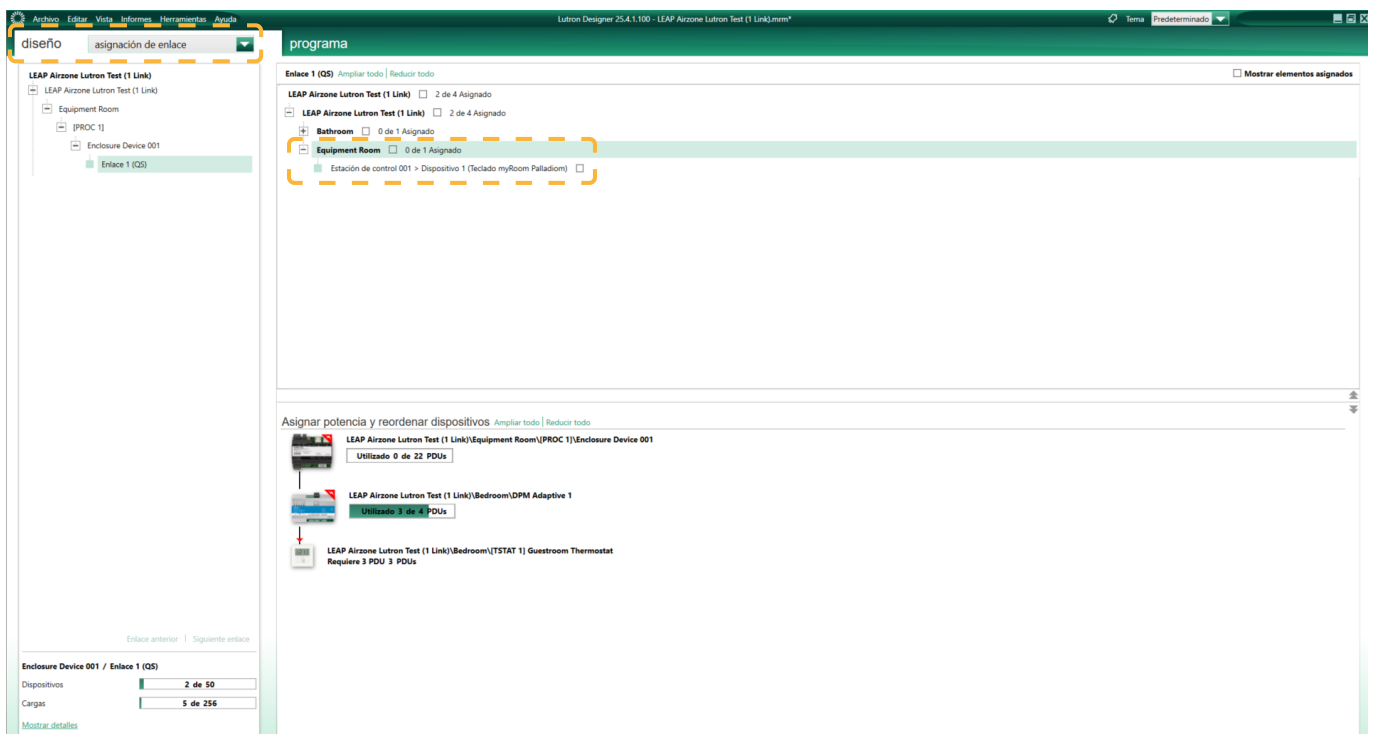 Archivo Editar Vista Informes Herramientas Ayuda
Lutron Designer 25.4.1.100 - LEAP Airzone Lutron Test (1 Link).mrm*
Tema Predeterminado
diseño asignación de enlace
programa
LEAP Airzone Lutron Test (1 Link)
LEAP Airzone Lutron Test (1 Link)
Equipment Room
[PROC 1]
Enclosure Device 001
Enlace 1 (QS)
Enlace 1 (QS) Ampliar todo | Reducir todo
Mostrar elementos asignados
LEAP Airzone Lutron Test (1 Link) 2 de 4 Asignado
LEAP Airzone Lutron Test (1 Link) 2 de 4 Asignado
Bathroom 0 de 1 Asignado
Equipment Room 0 de 1 Asignado
Estación de control 001 > Dispositivo 1 (Teclado myRoom Palladiom)
Asignar potencia y reordenar dispositivos Ampliar todo | Reducir todo
LEAP Airzone Lutron Test (1 Link)\Equipment Room\[PROC 1]\Enclosure Device 001
Utilizado 0 de 22 PDUs
LEAP Airzone Lutron Test (1 Link)\Bedroom\DPM Adaptive 1
Utilizado 3 de 4 PDUs
LEAP Airzone Lutron Test (1 Link)\Bedroom\[TSTAT 1] Guestroom Thermostat
Requiere 3 PDU 3 PDUs
Enlace anterior | Siguiente enlace
Enclosure Device 001 / Enlace 1 (QS)
Dispositivos 2 de 50
Cargas 5 de 256
Mostrar detalles